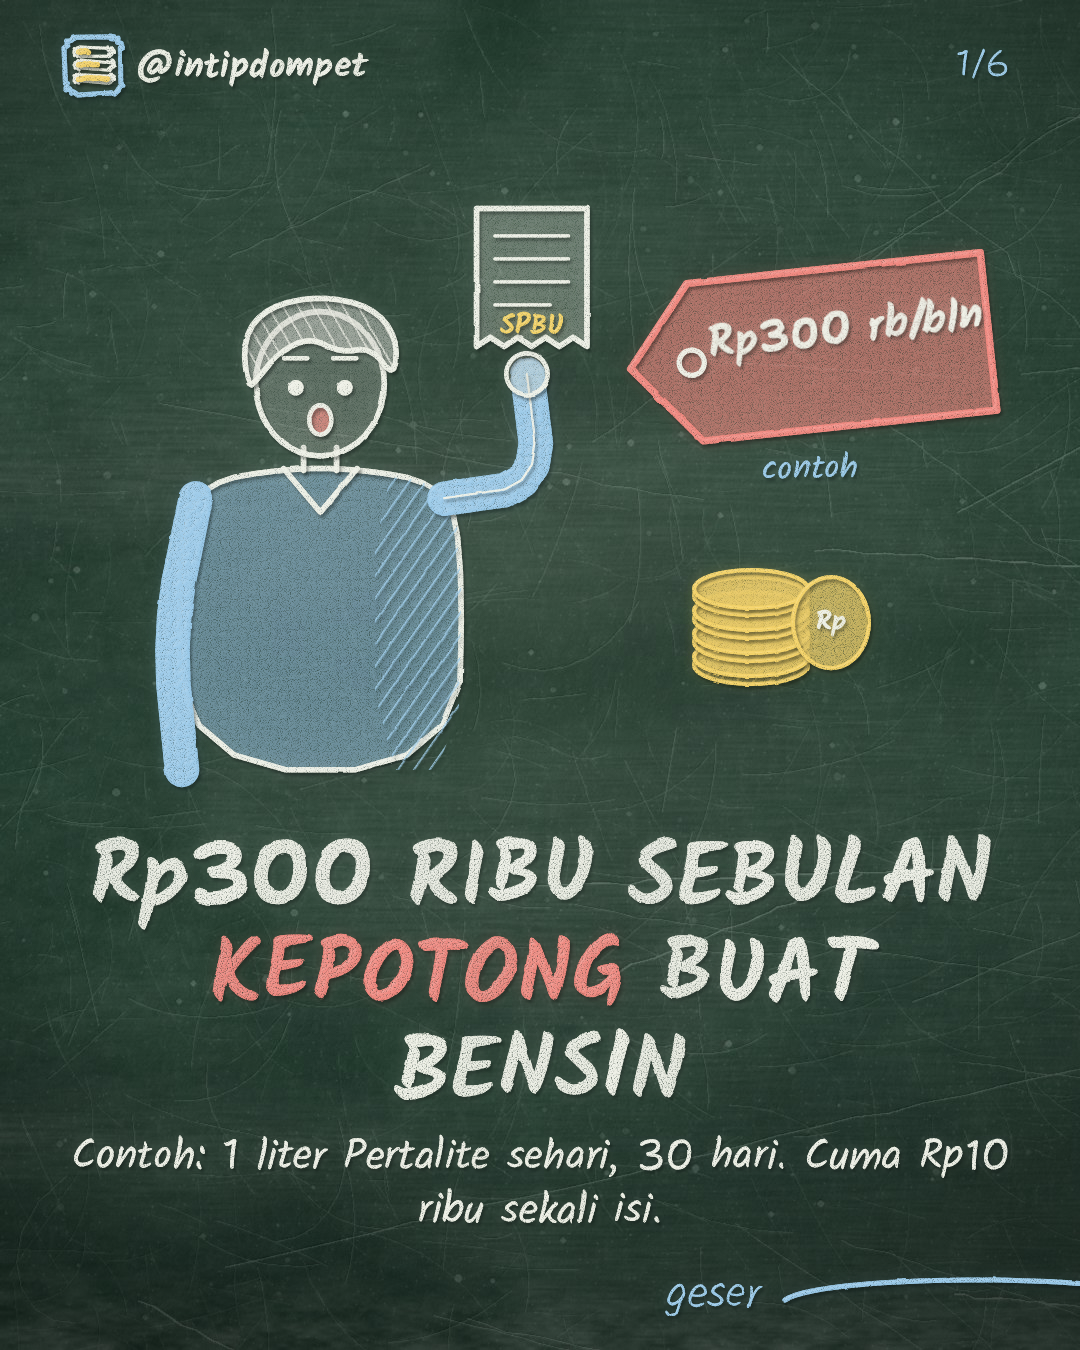 @intipdompet
1/6
SPBU
Rp300 rb/bln
contoh
Rp
Rp300 RIBU SEBULAN
KEPOTONG BUAT
BENSIN
Contoh: 1 liter Pertalite sehari, 30 hari. Cuma Rp10
ribu sekali isi.
geser